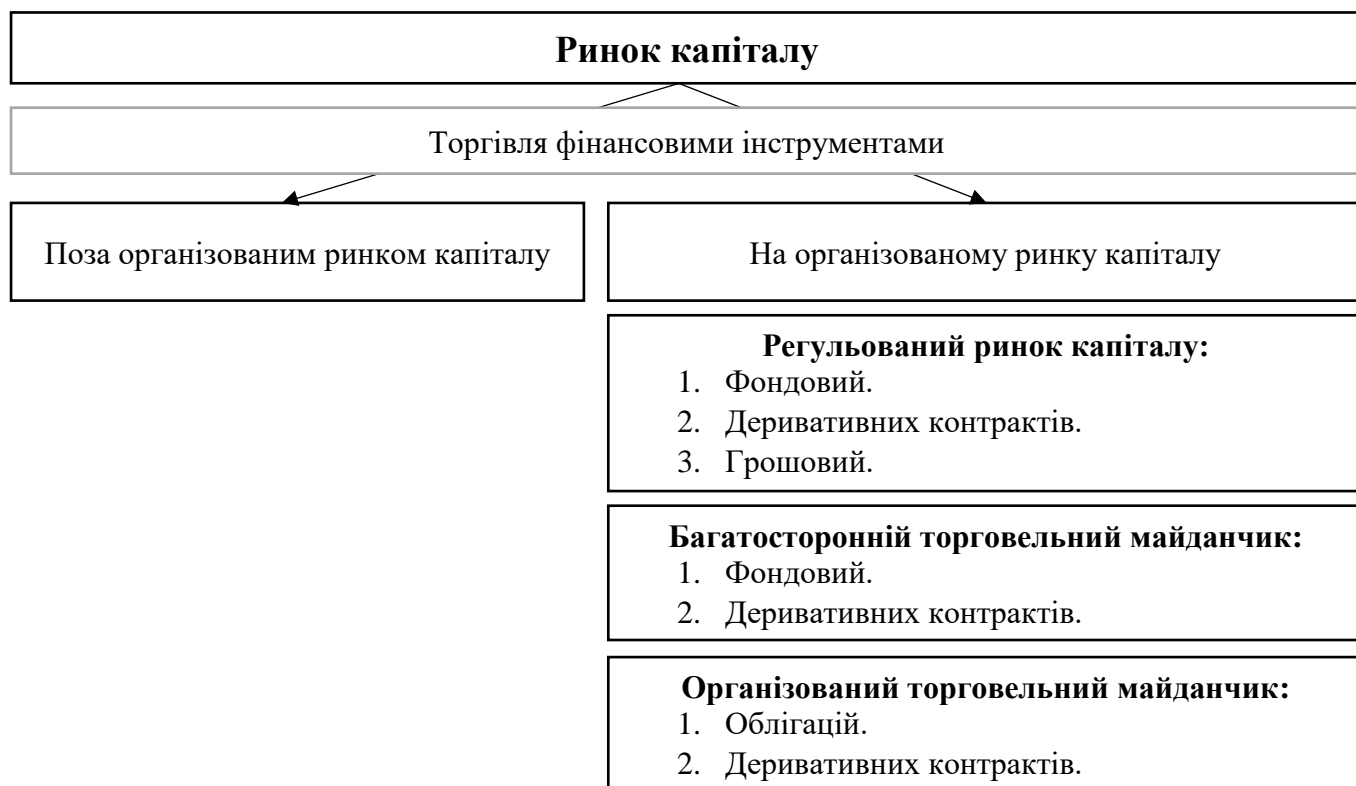 Ринок капіталу
Торгівля фінансовими інструментами
Поза організованим ринком капіталу
На організованому ринку капіталу
Регульований ринок капіталу:
1. Фондовий.
2. Деривативних контрактів.
3. Грошовий.
Багатосторонній торговельний майданчик:
1. Фондовий.
2. Деривативних контрактів.
Організований торговельний майданчик:
1. Облігацій.
2. Деривативних контрактів.